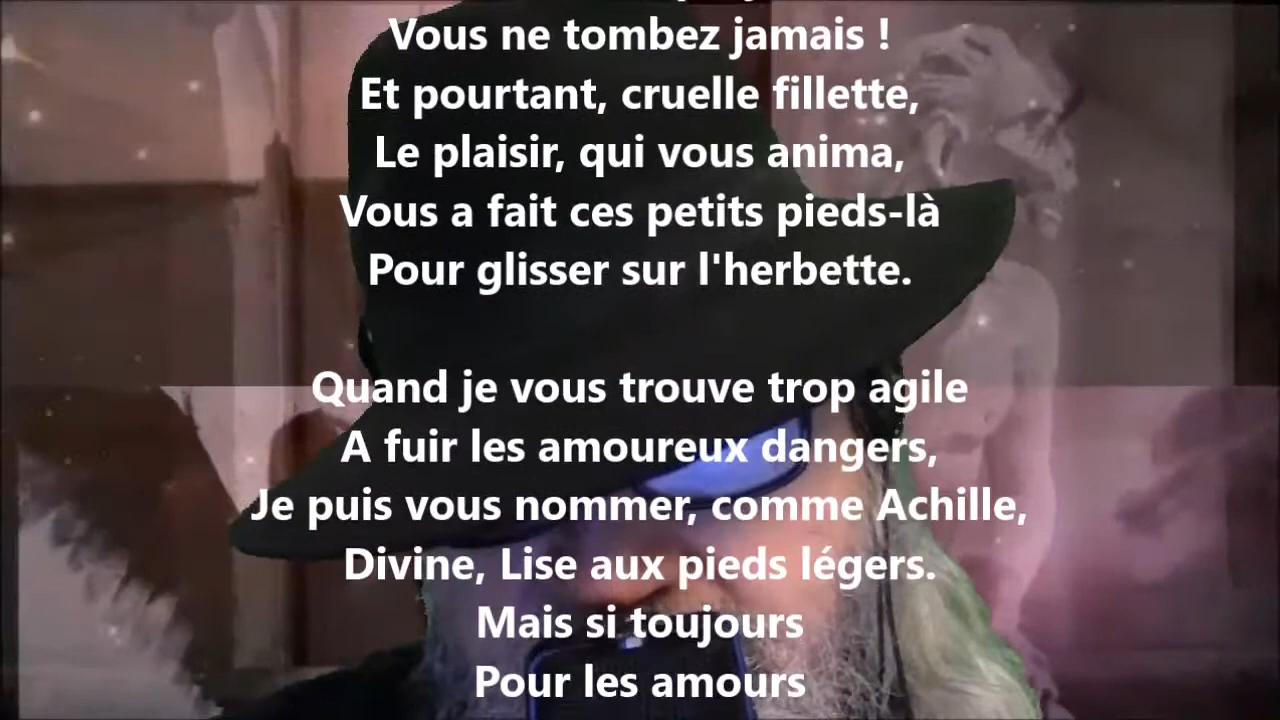 Vous ne tombez jamais !
Et pourtant, cruelle fillette,
Le plaisir, qui vous anima,
Vous a fait ces petits pieds-là
Pour glisser sur l'herbette.
Quand je vous trouve trop agile
A fuir les amoureux dangers,
Je puis vous nommer, comme Achille,
Divine, Lise aux pieds légers.
Mais si toujours
Pour les amours